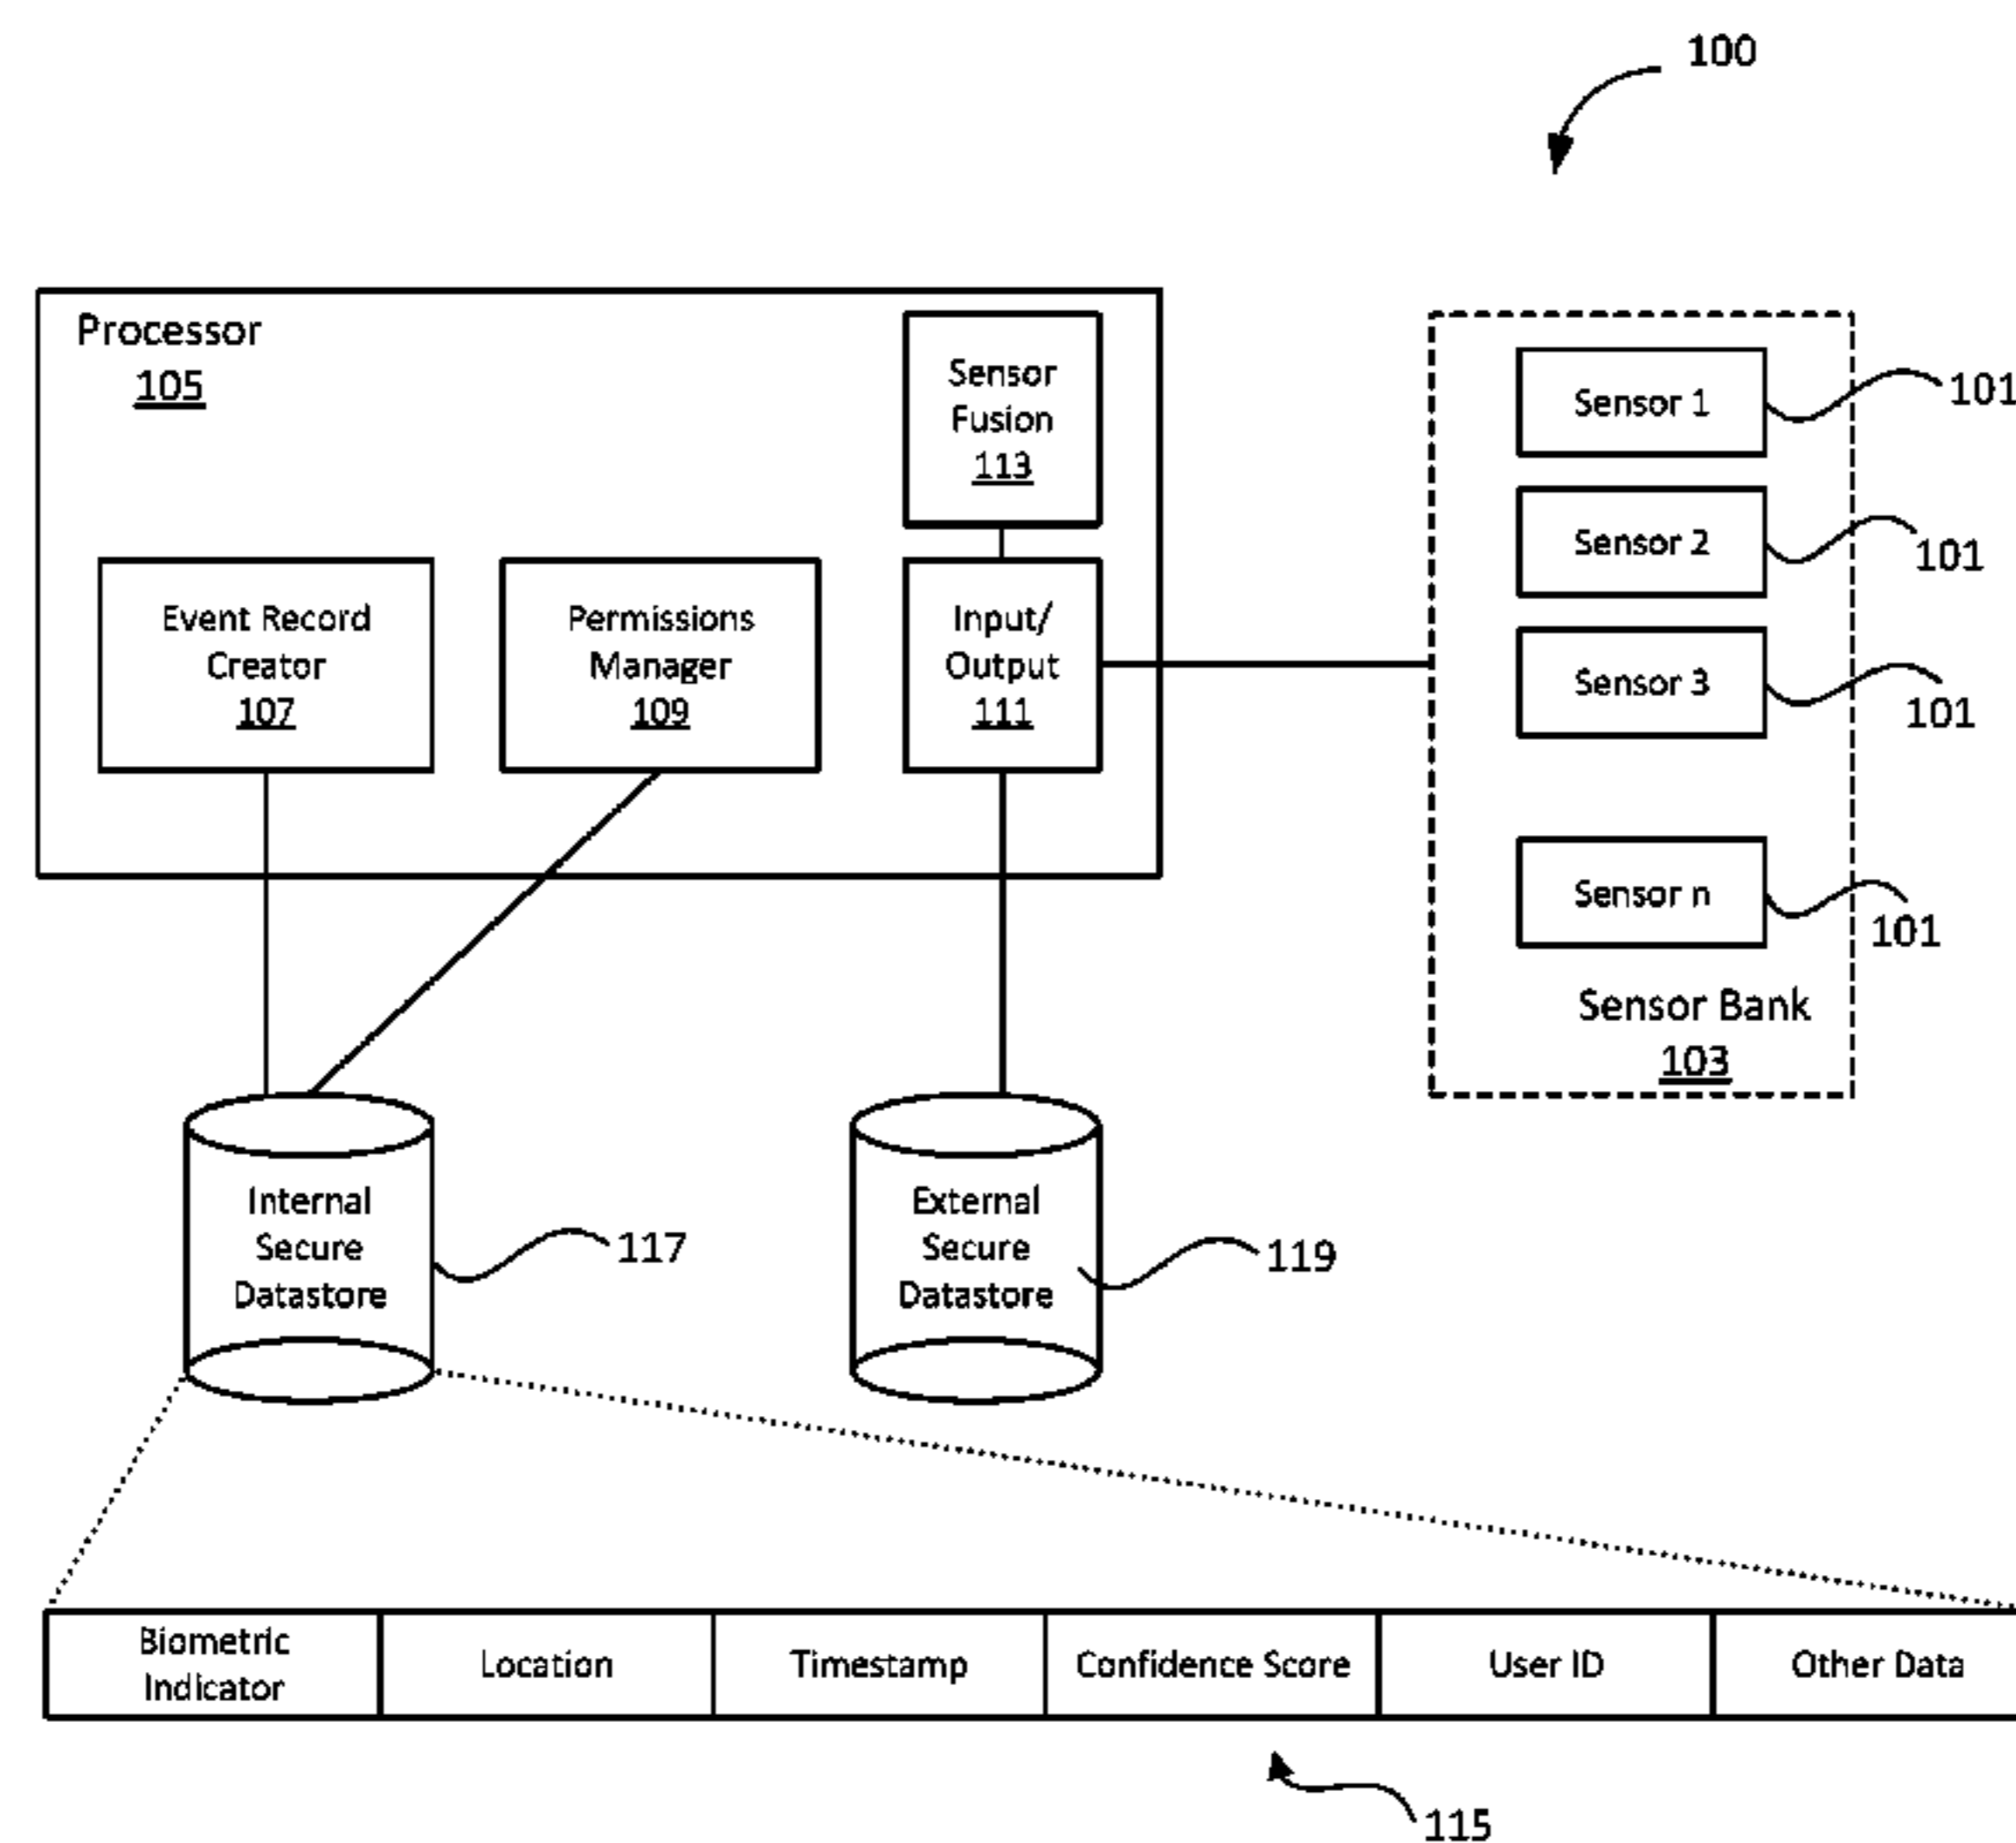 100
Processor
105
Sensor
Fusion
113
Event Record
Creator
107
Permissions
Manager
109
Input/
Output
111
Sensor 1
101
Sensor 2
101
Sensor 3
101
Sensor n
101
Sensor Bank
103
Internal
Secure
Datastore
117
External
Secure
Datastore
119
Biometric
Indicator
Location
Timestamp
Confidence Score
User ID
Other Data
115